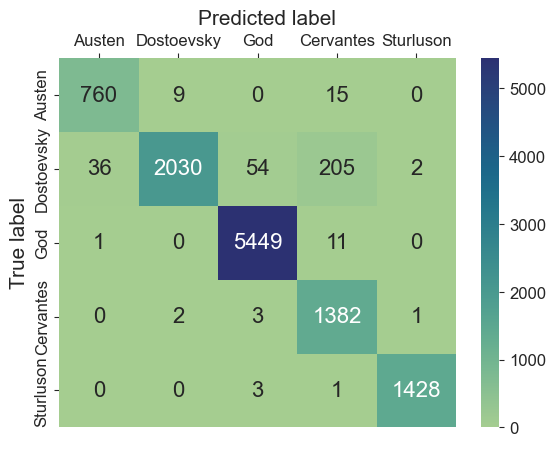 Predicted label
Austen Dostoevsky God Cervantes Sturluson
True label
Austen 760 9 0 15 0
Dostoevsky 36 2030 54 205 2
God 1 0 5449 11 0
Cervantes 0 2 3 1382 1
Sturluson 0 0 3 1 1428
5000
4000
3000
2000
1000
0